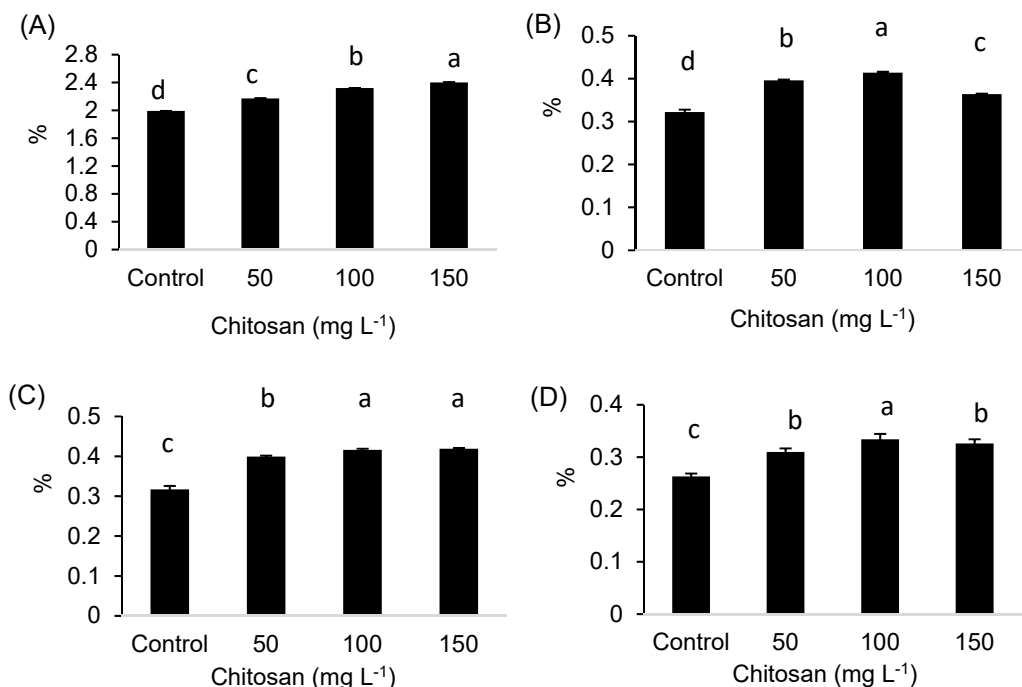 (A)
2.8
2.4
2
1.6
1.2
0.8
0.4
0
%
d
c
b
a
Control 50 100 150
Chitosan (mg L-1)
(B)
0.5
0.4
0.3
0.2
0.1
0
%
d
b
a
c
Control 50 100 150
Chitosan (mg L-1)
(C)
0.5
0.4
0.3
0.2
0.1
0
%
c
b
a
a
Control 50 100 150
Chitosan (mg L-1)
(D)
0.4
0.3
0.2
0.1
0
%
c
b
a
b
Control 50 100 150
Chitosan (mg L-1)